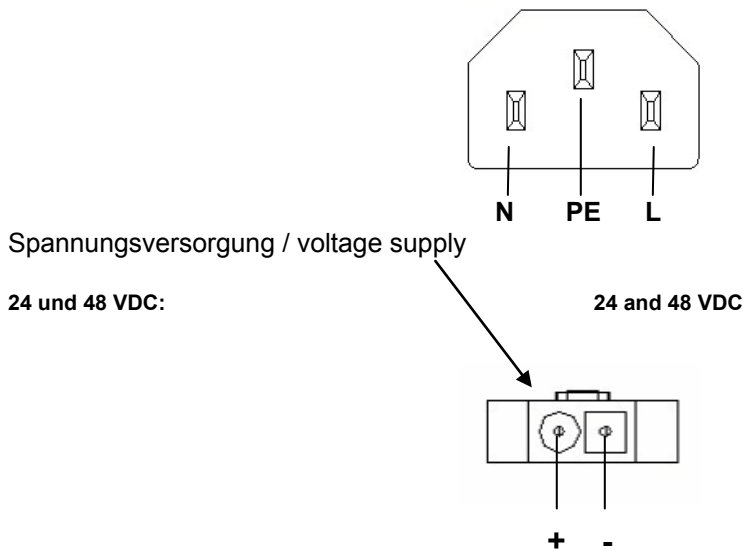 N PE L
Spannungsversorgung / voltage supply
24 und 48 VDC: 24 and 48 VDC
+ -